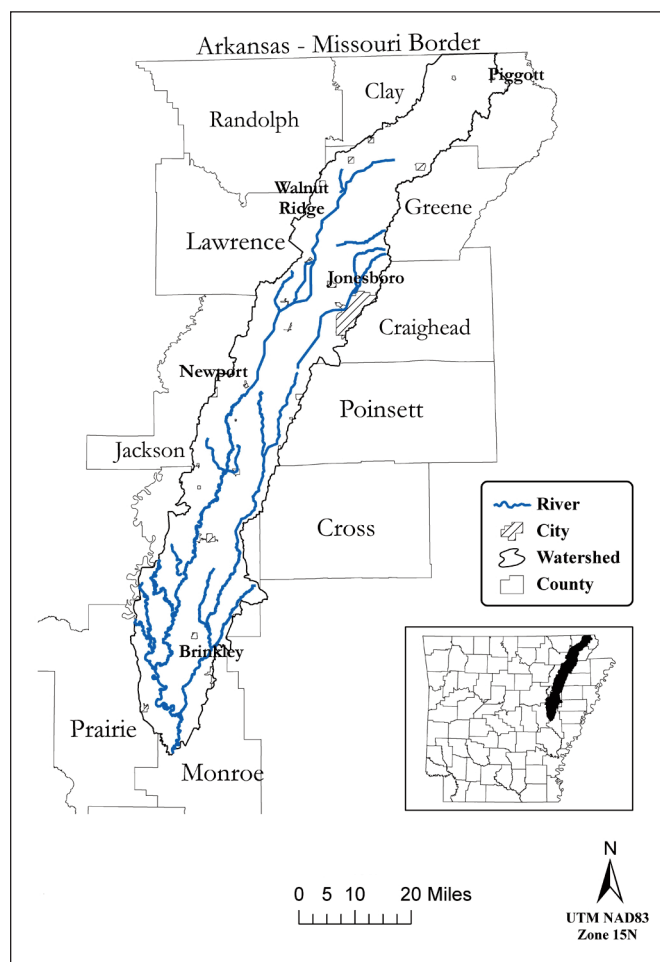 Arkansas - Missouri Border
Piggott
Clay
Randolph
Walnut
Ridge
Greene
Lawrence
Jonesboro
Craighead
Newport
Poinsett
Jackson
Cross
River
City
Watershed
County
Brinkley
Prairie
Monroe
N
0 5 10 20 Miles
UTM NAD83
Zone 15N